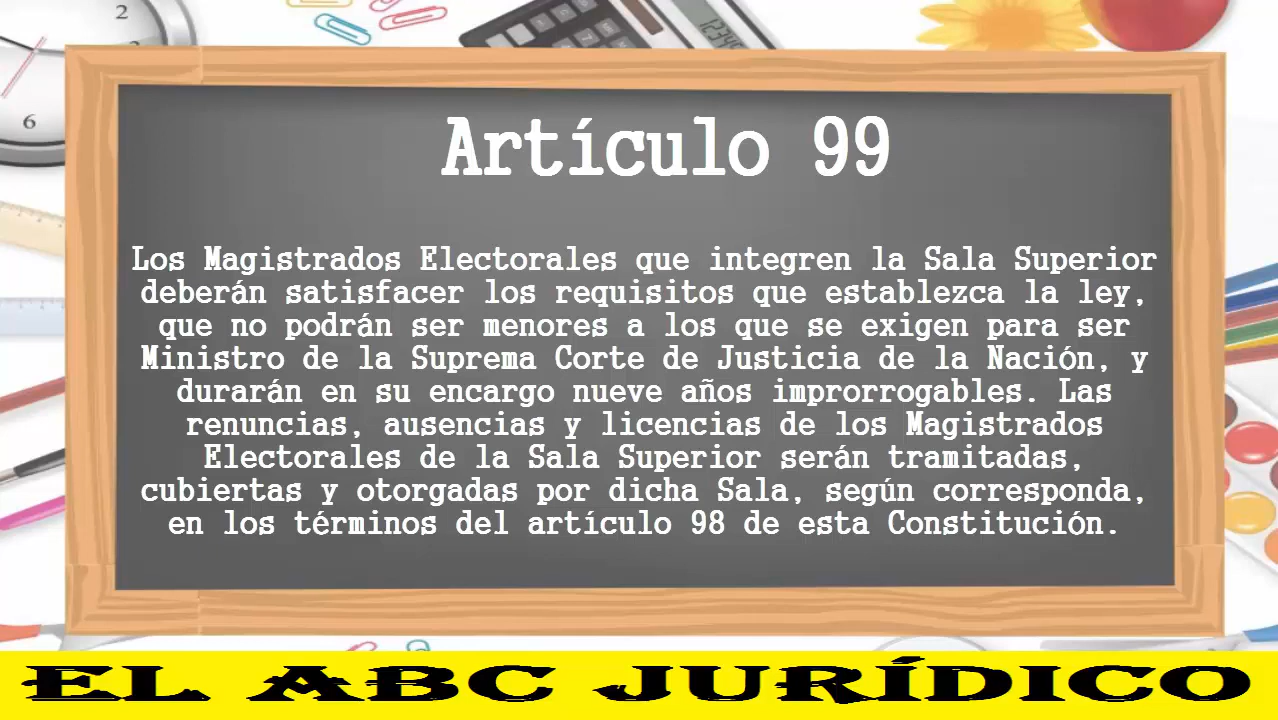 2
6
Artículo 99
Los Magistrados Electorales que integren la Sala Superior
deberán satisfacer los requisitos que establezca la ley,
que no podrán ser menores a los que se exigen para ser
Ministro de la Suprema Corte de Justicia de la Nación, y
durarán en su encargo nueve años improrrogables. Las
renuncias, ausencias y licencias de los Magistrados
Electorales de la Sala Superior serán tramitadas,
cubiertas y otorgadas por dicha Sala, según corresponda,
en los términos del artículo 98 de esta Constitución.
EL ABC JURÍDICO